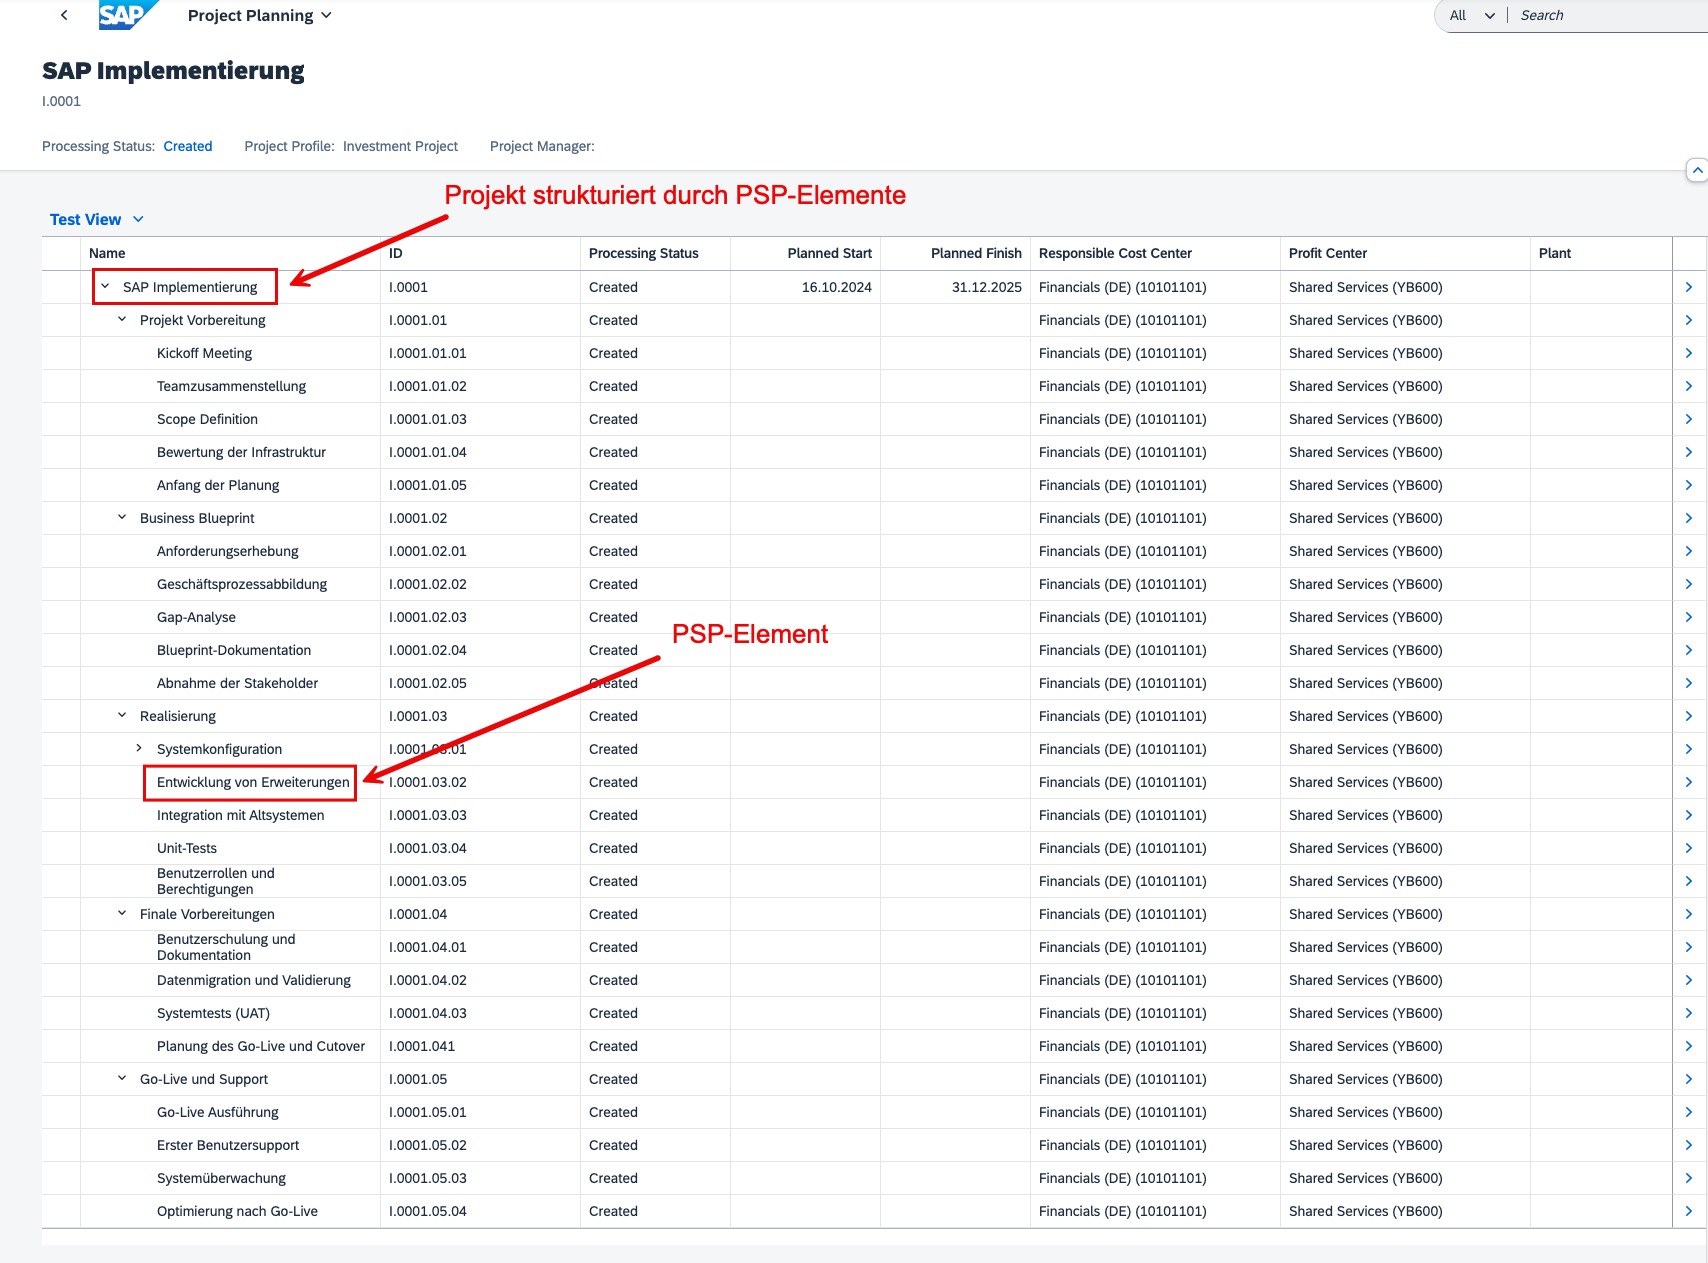 SAP Project Planning All Search
SAP Implementierung
I.0001
Processing Status: Created Project Profile: Investment Project Project Manager:
Projekt strukturiert durch PSP-Elemente
Test View
Name ID Processing Status Planned Start Planned Finish Responsible Cost Center Profit Center Plant
SAP Implementierung I.0001 Created 16.10.2024 31.12.2025 Financials (DE) (10101101) Shared Services (YB600)
Projekt Vorbereitung I.0001.01 Created Financials (DE) (10101101) Shared Services (YB600)
Kickoff Meeting I.0001.01.01 Created Financials (DE) (10101101) Shared Services (YB600)
Teamzusammenstellung I.0001.01.02 Created Financials (DE) (10101101) Shared Services (YB600)
Scope Definition I.0001.01.03 Created Financials (DE) (10101101) Shared Services (YB600)
Bewertung der Infrastruktur I.0001.01.04 Created Financials (DE) (10101101) Shared Services (YB600)
Anfang der Planung I.0001.01.05 Created Financials (DE) (10101101) Shared Services (YB600)
Business Blueprint I.0001.02 Created Financials (DE) (10101101) Shared Services (YB600)
Anforderungserhebung I.0001.02.01 Created Financials (DE) (10101101) Shared Services (YB600)
Geschäftsprozessabbildung I.0001.02.02 Created Financials (DE) (10101101) Shared Services (YB600)
Gap-Analyse I.0001.02.03 Created Financials (DE) (10101101) Shared Services (YB600)
PSP-Element
Blueprint-Dokumentation I.0001.02.04 Created Financials (DE) (10101101) Shared Services (YB600)
Abnahme der Stakeholder I.0001.02.05 Created Financials (DE) (10101101) Shared Services (YB600)
Realisierung I.0001.03 Created Financials (DE) (10101101) Shared Services (YB600)
Systemkonfiguration I.0001.03.01 Created Financials (DE) (10101101) Shared Services (YB600)
Entwicklung von Erweiterungen I.0001.03.02 Created Financials (DE) (10101101) Shared Services (YB600)
Integration mit Altsystemen I.0001.03.03 Created Financials (DE) (10101101) Shared Services (YB600)
Unit-Tests I.0001.03.04 Created Financials (DE) (10101101) Shared Services (YB600)
Benutzerrollen und
Berechtigungen I.0001.03.05 Created Financials (DE) (10101101) Shared Services (YB600)
Finale Vorbereitungen I.0001.04 Created Financials (DE) (10101101) Shared Services (YB600)
Benutzerschulung und
Dokumentation I.0001.04.01 Created Financials (DE) (10101101) Shared Services (YB600)
Datenmigration und Validierung I.0001.04.02 Created Financials (DE) (10101101) Shared Services (YB600)
Systemtests (UAT) I.0001.04.03 Created Financials (DE) (10101101) Shared Services (YB600)
Planung des Go-Live und Cutover I.0001.041 Created Financials (DE) (10101101) Shared Services (YB600)
Go-Live und Support I.0001.05 Created Financials (DE) (10101101) Shared Services (YB600)
Go-Live Ausführung I.0001.05.01 Created Financials (DE) (10101101) Shared Services (YB600)
Erster Benutzersupport I.0001.05.02 Created Financials (DE) (10101101) Shared Services (YB600)
Systemüberwachung I.0001.05.03 Created Financials (DE) (10101101) Shared Services (YB600)
Optimierung nach Go-Live I.0001.05.04 Created Financials (DE) (10101101) Shared Services (YB600)